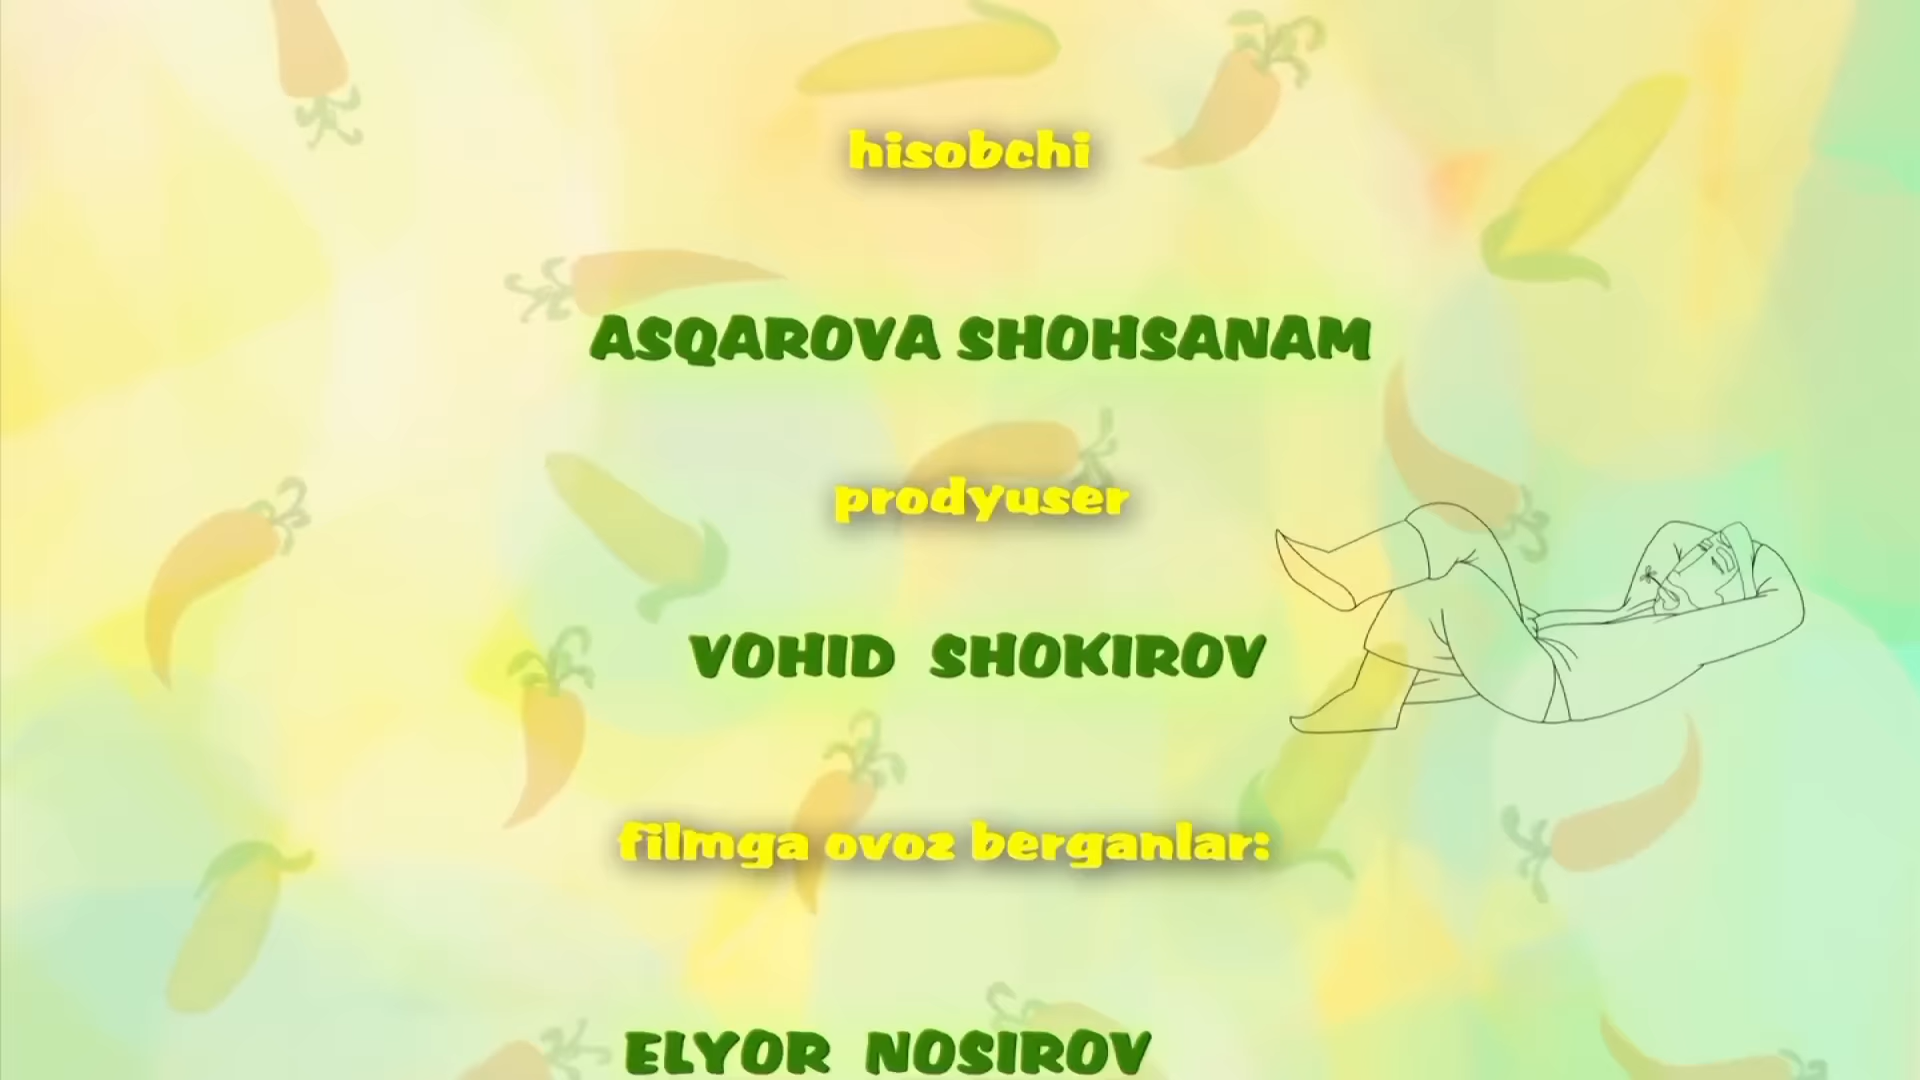 hisobchi
ASQAROVA SHOHSANAM
prodyuser
VOHID SHOKIROV
filmga ovoz berganlar:
ELYOR NOSIROV